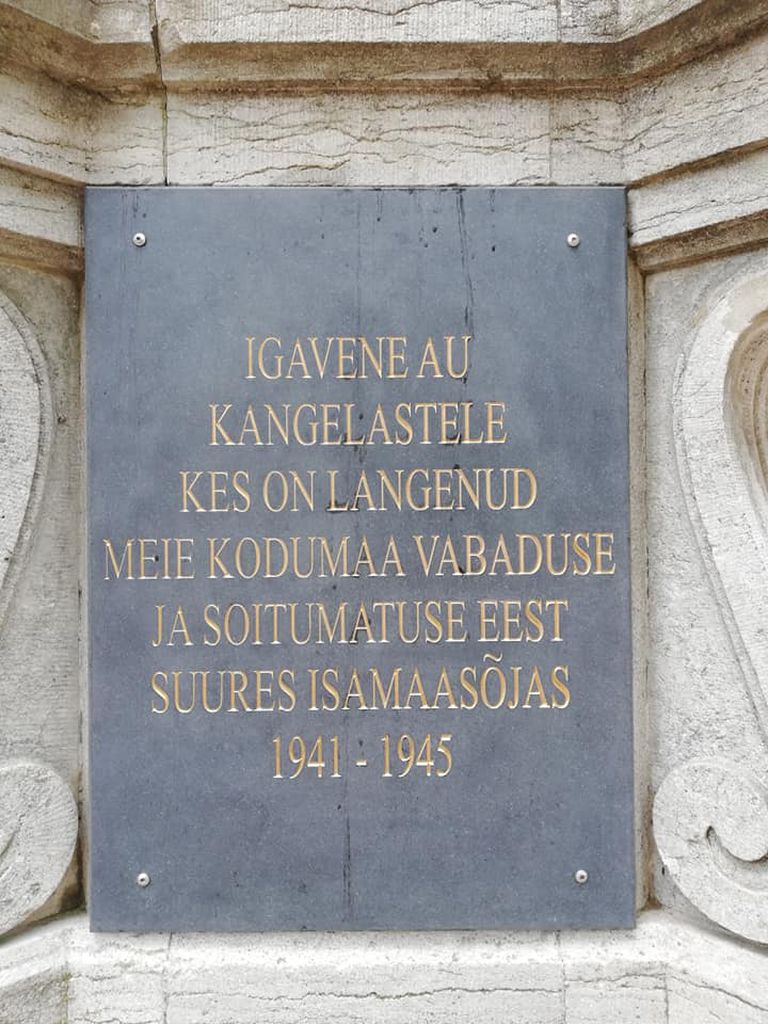 IGAVENE AU
KANGELASTELE
KES ON LANGENUD
MEIE KODUMAA VABADUSE
JA SOITUMATUSE EEST
SUURES ISAMAASÕJAS
1941 - 1945